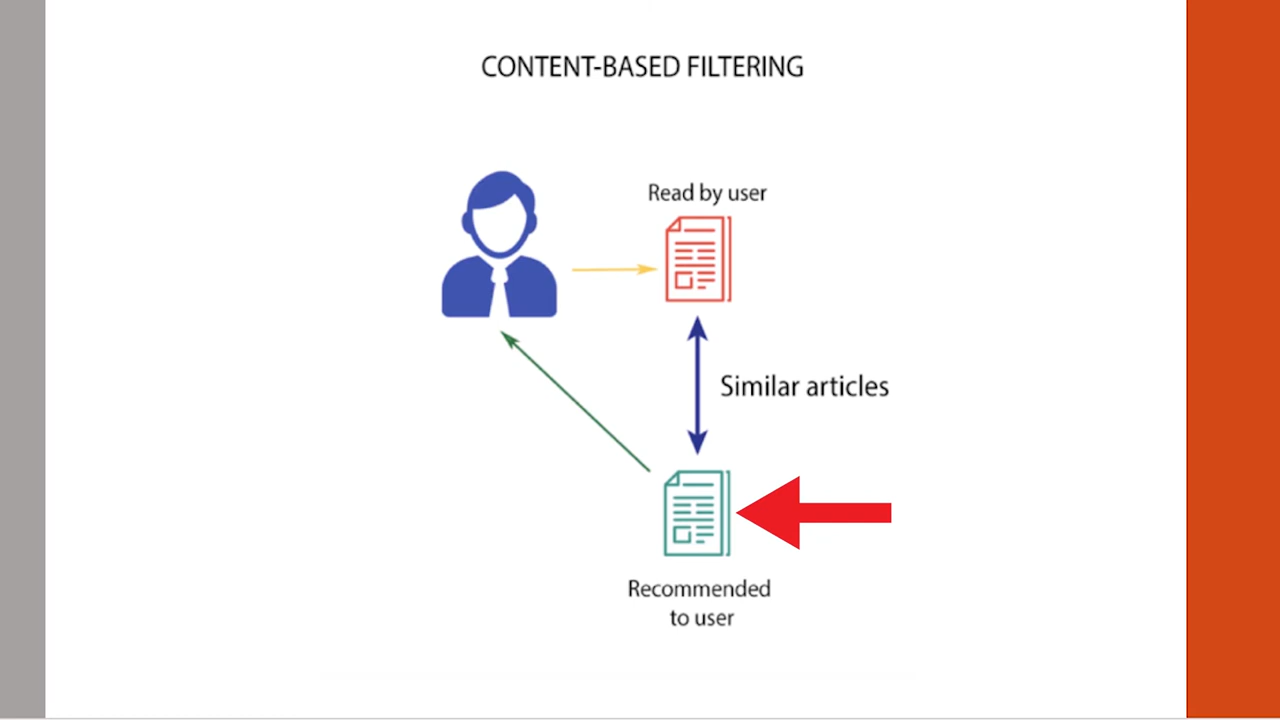 CONTENT-BASED FILTERING
Read by user
Similar articles
Recommended
to user